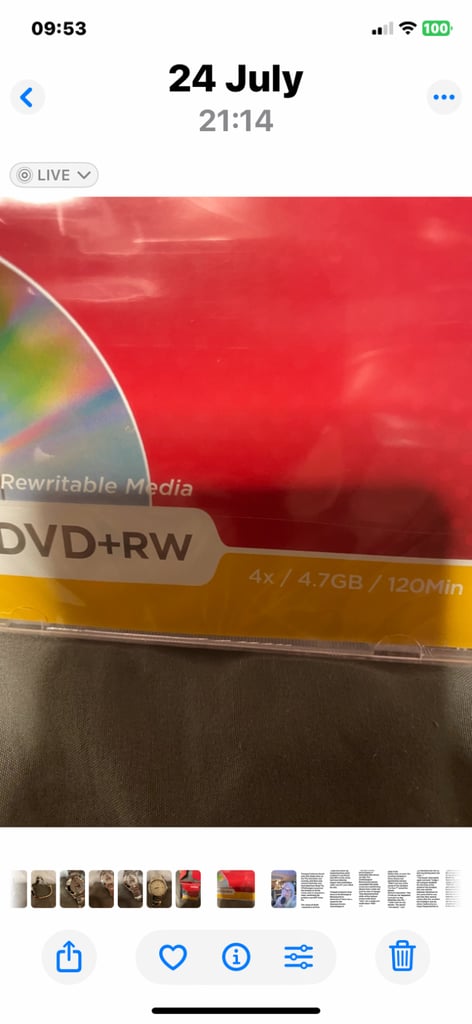 09:53
100
24 July
21:14
LIVE
Rewritable Media
DVD+RW
4x / 4.7GB / 120Min